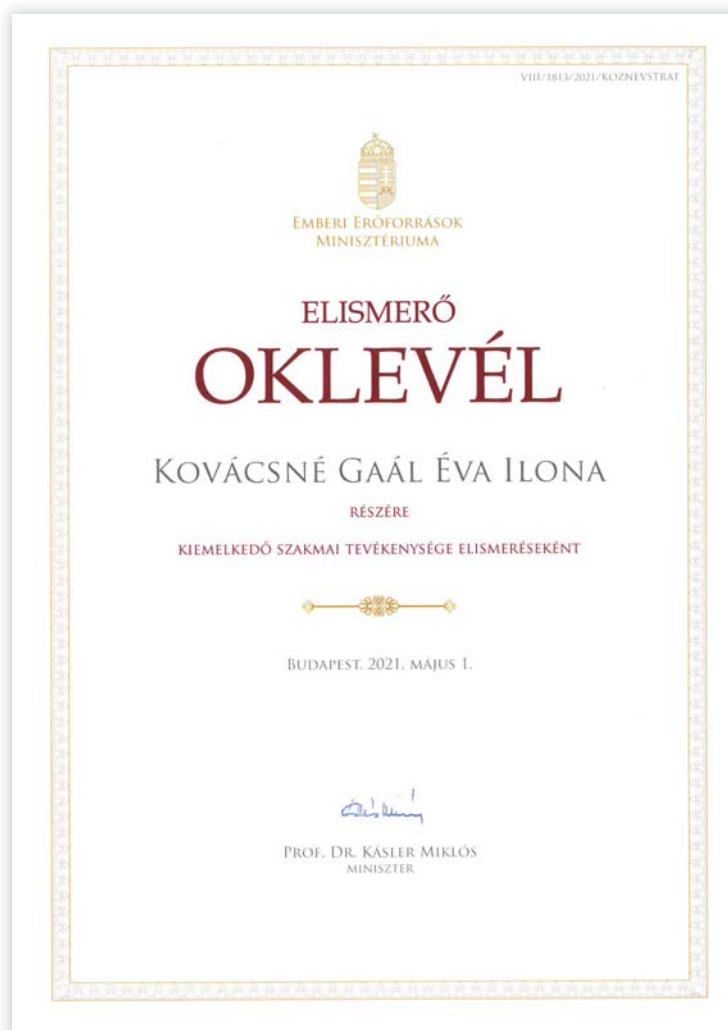 VIII/1813/2021/KOZNEVSTRAT
EMBERI ERŐFORRÁSOK
MINISZTÉRIUMA
ELISMERŐ
OKLEVÉL
KOVÁCSNÉ GAÁL ÉVA ILONA
RÉSZÉRE
KIEMELKEDŐ SZAKMAI TEVÉKENYSÉGE ELISMERÉSEKÉNT
BUDAPEST, 2021. MÁJUS 1.
PROF. DR. KÁSLER MIKLÓS
MINISZTER